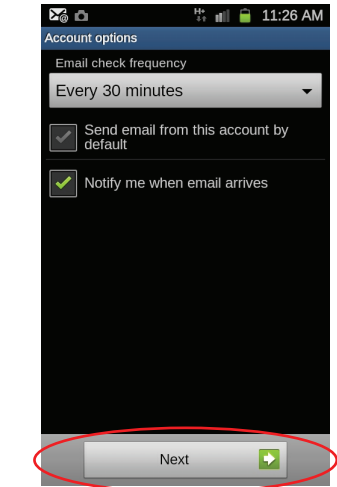 H+ 11:26 AM
Account options
Email check frequency
Every 30 minutes
Send email from this account by
default
Notify me when email arrives
Next